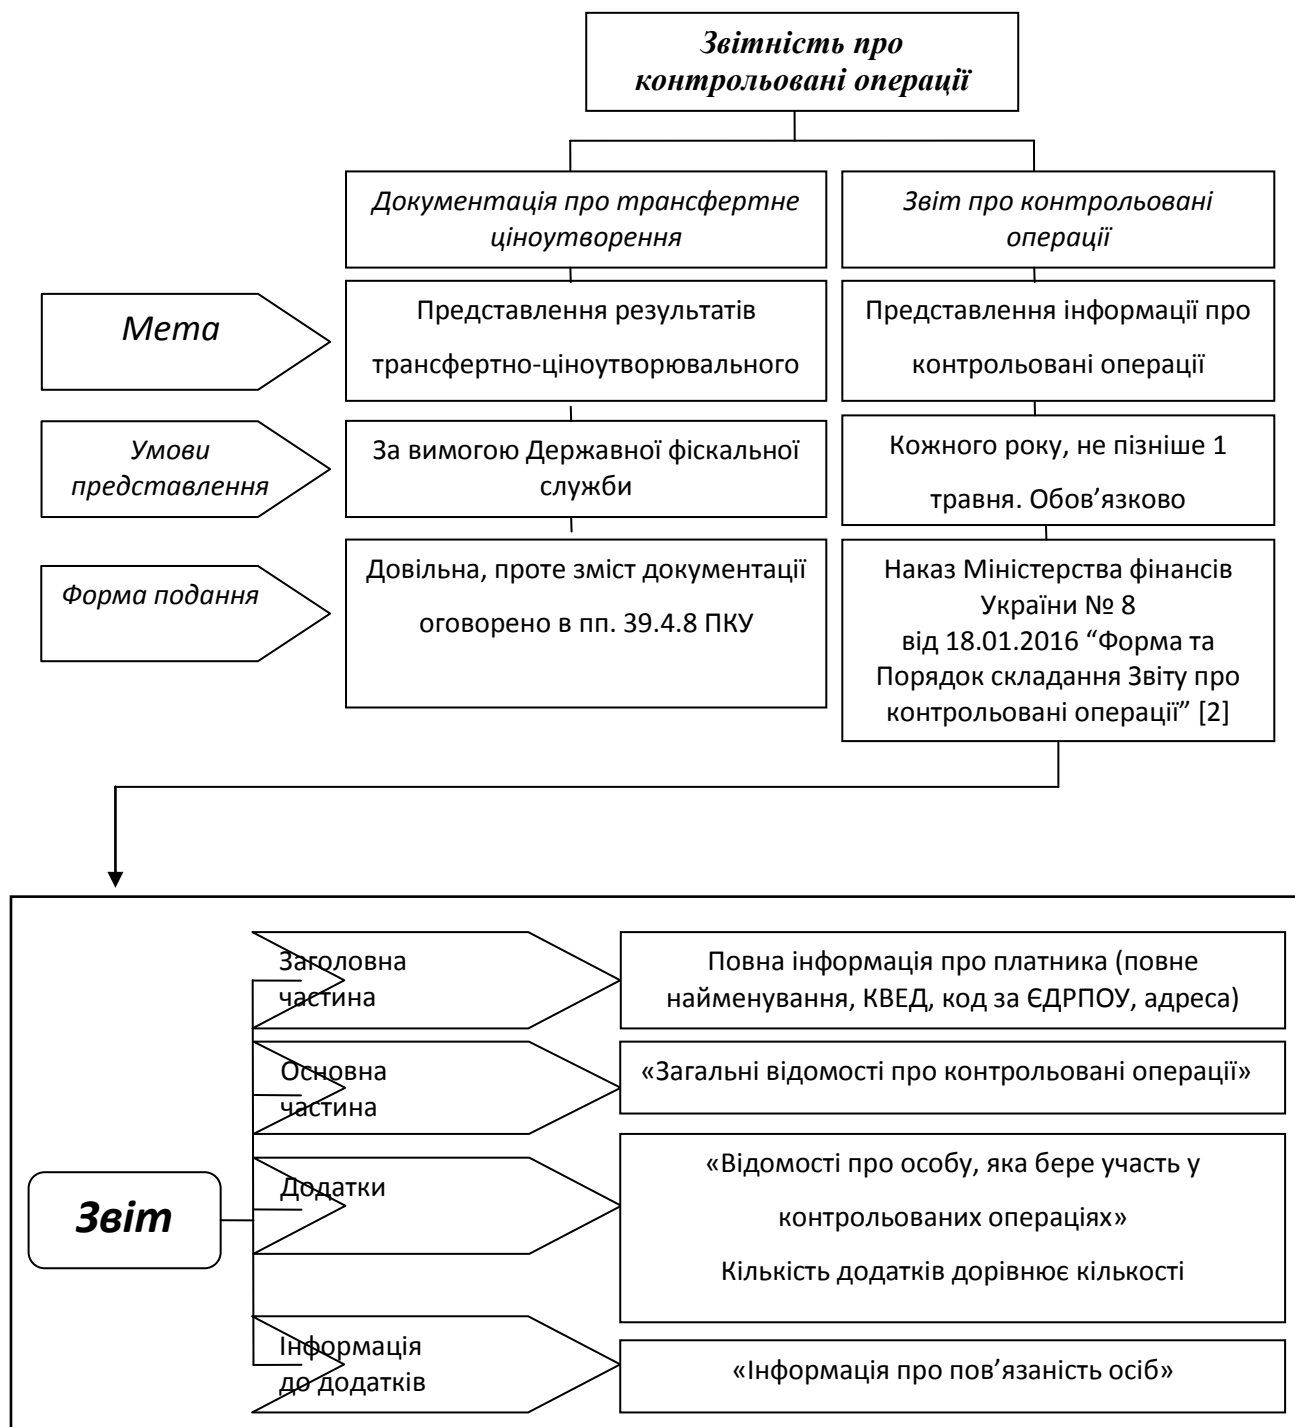 Звітність про
контрольовані операції
Документація про трансфертне
ціноутворення
Звіт про контрольовані
операції
Мета
Представлення результатів
трансфертно-ціноутворювального
Представлення інформації про
контрольовані операції
Умови
представлення
За вимогою Державної фіскальної
служби
Кожного року, не пізніше 1
травня. Обов’язково
Форма подання
Довільна, проте зміст документації
оговорено в пп. 39.4.8 ПКУ
Наказ Міністерства фінансів
України № 8
від 18.01.2016 “Форма та
Порядок складання Звіту про
контрольовані операції” [2]
Звіт
Заголовна
частина
Повна інформація про платника (повне
найменування, КВЕД, код за ЄДРПОУ, адреса)
Основна
частина
«Загальні відомості про контрольовані операції»
Додатки
«Відомості про особу, яка бере участь у
контрольованих операціях»
Кількість додатків дорівнює кількості
Інформація
до додатків
«Інформація про пов’язаність осіб»